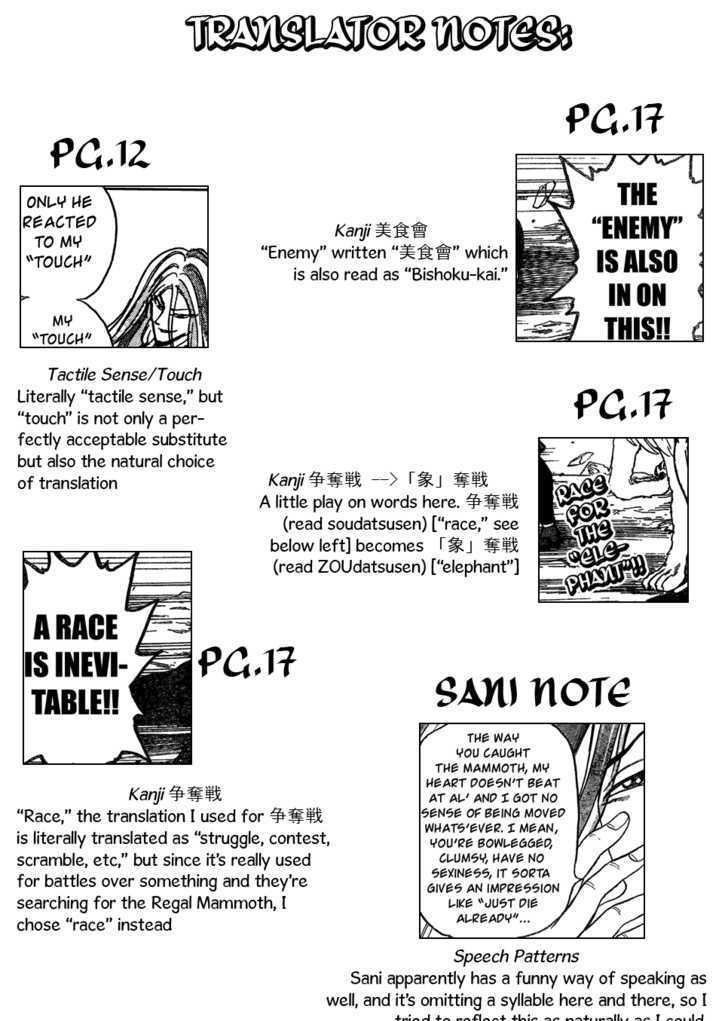 TRANSLATOR NOTES:
PG.12
ONLY HE
REACTED
TO MY
"TOUCH"
MY
"TOUCH"
Tactile Sense/Touch
Literally "tactile sense," but
"touch" is not only a per-
fectly acceptable substitute
but also the natural choice
of translation
PG.17
THE
"ENEMY"
IS ALSO
IN ON
THIS!!
Kanji 美食會
"Enemy" written "美食會" which
is also read as "Bishoku-kai."
PG.17
RACE
FOR
THE
"ELE-
PHANT"!!
Kanji 争奪戦 -->「象」奪戦
A little play on words here. 争奪戦
(read soudatsusen) ["race," see
below left] becomes 「象」奪戦
(read ZOUdatsusen) ["elephant"]
A RACE
IS INEVI-
TABLE!!
PG.17
Kanji 争奪戦
"Race," the translation I used for 争奪戦
is literally translated as "struggle, contest,
scramble, etc," but since it's really used
for battles over something and they're
searching for the Regal Mammoth, I
chose "race" instead
SANI NOTE
THE WAY
YOU CAUGHT
THE MAMMOTH, MY
HEART DOESN'T BEAT
AT AL' AND I GOT NO
SENSE OF BEING MOVED
WHATS'EVER. I MEAN,
YOU'RE BOWLEGGED,
CLUMSY, HAVE NO
SEXINESS, IT SORTA
GIVES AN IMPRESSION
LIKE "JUST DIE
ALREADY"...
Speech Patterns
Sani apparently has a funny way of speaking as
well, and it's omitting a syllable here and there, so I
tried to reflect this as naturally as I could.